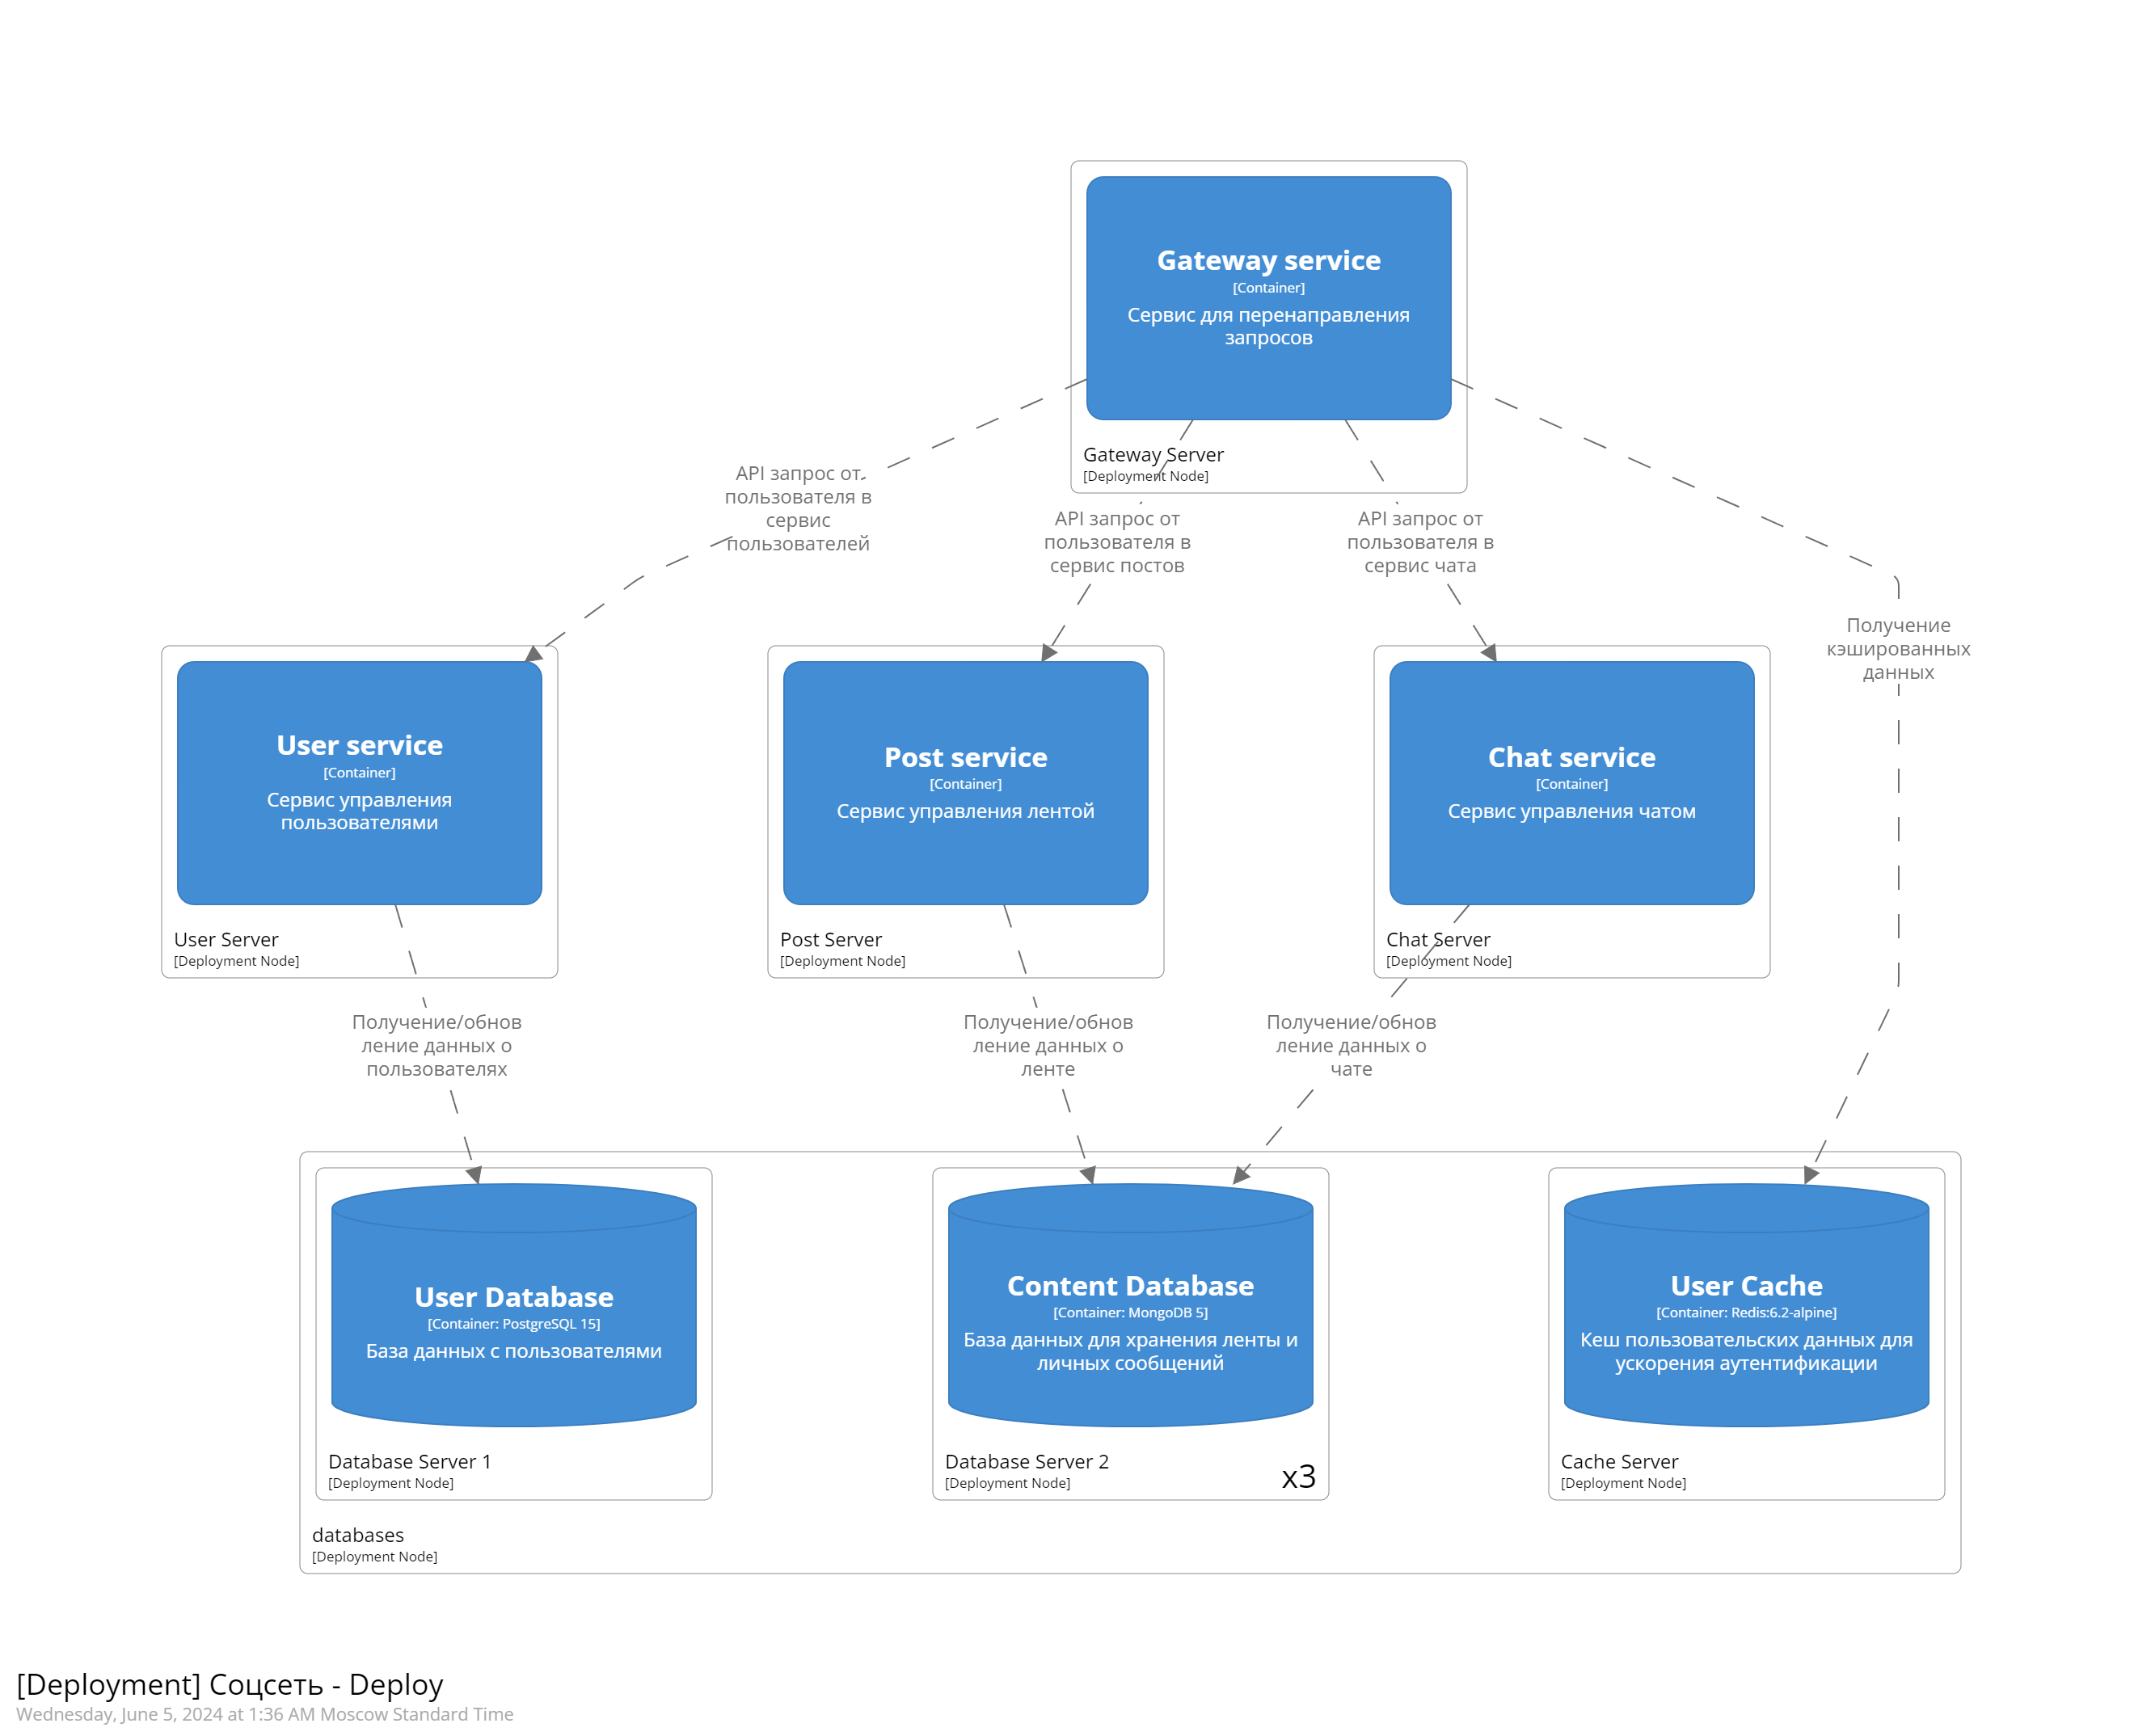 Gateway service
[Container]
Сервис для перенаправления
запросов
Gateway Server
[Deployment Node]
API запрос от
пользователя в
сервис
пользователей
API запрос от
пользователя в
сервис постов
API запрос от
пользователя в
сервис чата
Получение
кэшированных
данных
User service
[Container]
Сервис управления
пользователями
User Server
[Deployment Node]
Post service
[Container]
Сервис управления лентой
Post Server
[Deployment Node]
Chat service
[Container]
Сервис управления чатом
Chat Server
[Deployment Node]
Получение/обнов
ление данных о
пользователях
Получение/обнов
ление данных о
ленте
Получение/обнов
ление данных о
чате
User Database
[Container: PostgreSQL 15]
База данных с пользователями
Database Server 1
[Deployment Node]
Content Database
[Container: MongoDB 5]
База данных для хранения ленты и
личных сообщений
Database Server 2
[Deployment Node]
x3
User Cache
[Container: Redis:6.2-alpine]
Кеш пользовательских данных для
ускорения аутентификации
Cache Server
[Deployment Node]
databases
[Deployment Node]
[Deployment] Соцсеть - Deploy
Wednesday, June 5, 2024 at 1:36 AM Moscow Standard Time